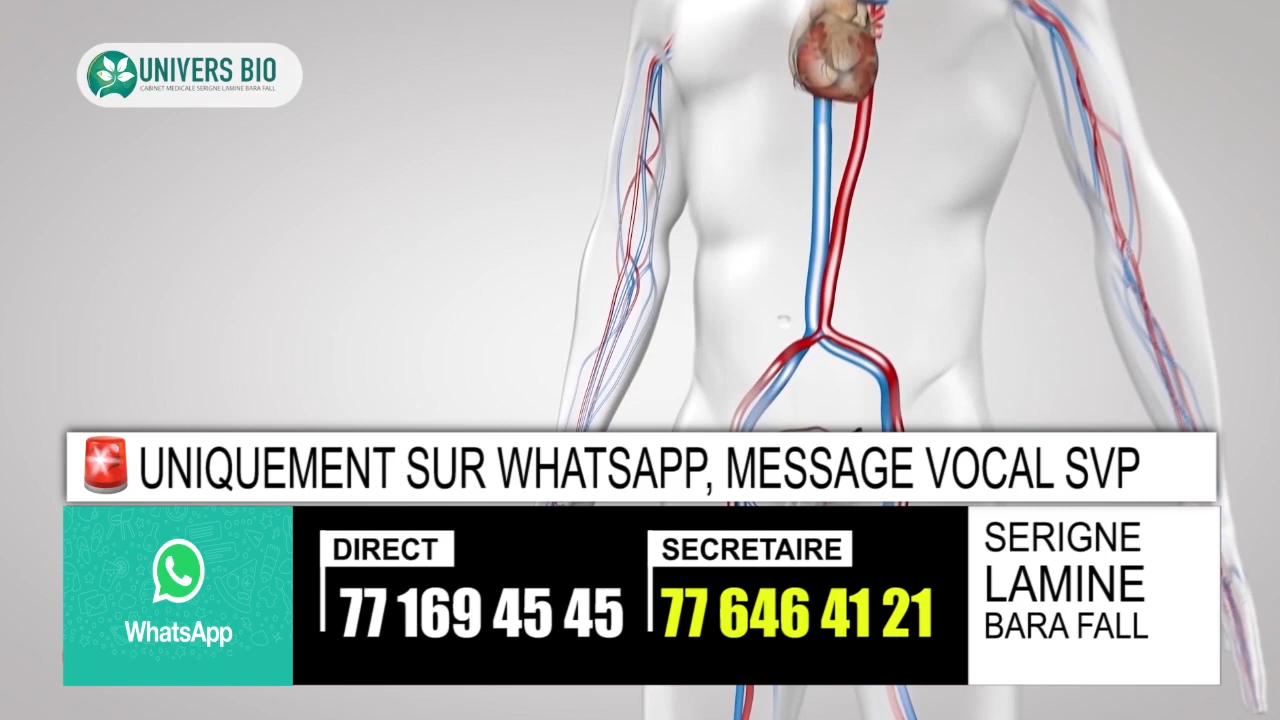 UNIVERS BIO
CABINET MEDICALE SERIGNE LAMINE BARA FALL
UNIQUEMENT SUR WHATSAPP, MESSAGE VOCAL SVP
WhatsApp
DIRECT
77 169 45 45
SECRETAIRE
77 646 41 21
SERIGNE
LAMINE
BARA FALL